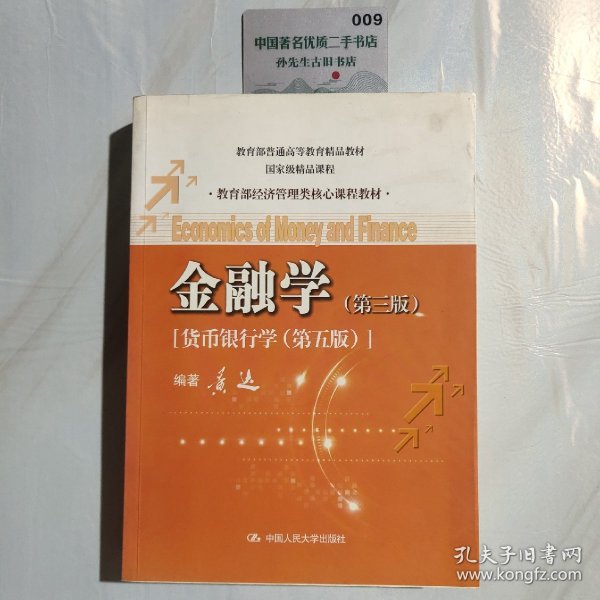 009
中国著名优质二手书店
孙先生古旧书店
教育部普通高等教育精品教材
国家级精品课程
·教育部经济管理类核心课程教材·
Economics of Money and Finance
金融学（第三版）
[货币银行学（第五版）]
编著 黄达
中国人民大学出版社
孔夫子旧书网
www.kongfz.com